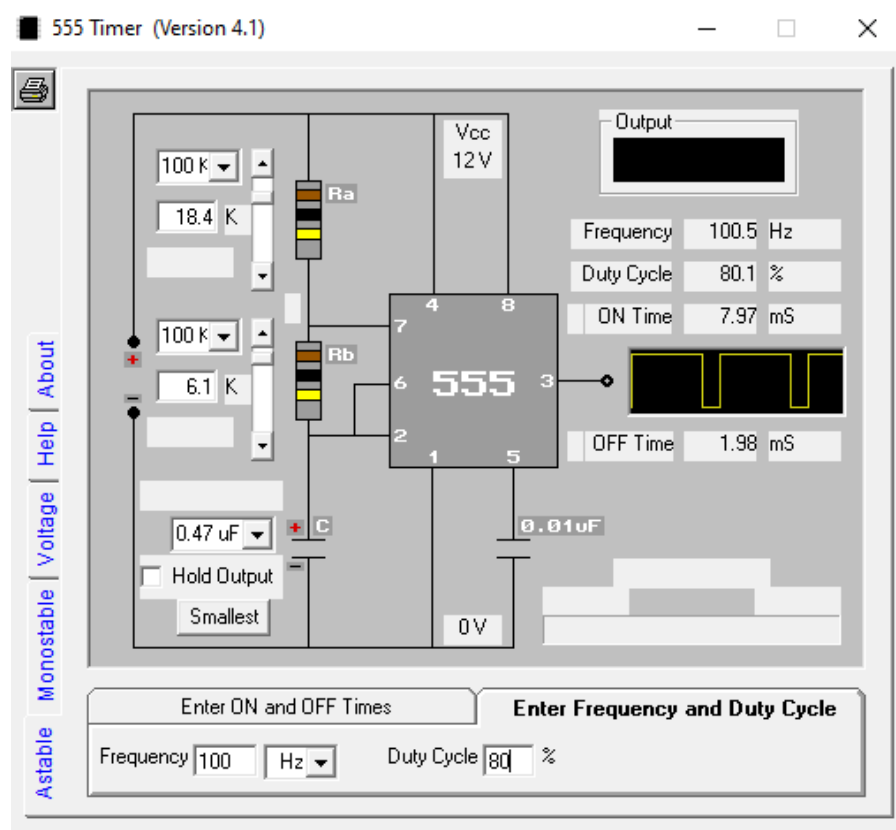 555 Timer (Version 4.1)
Output
Vcc
12 V
100 K
18.4 K
Ra
Frequency 100.5 Hz
Duty Cycle 80.1 %
ON Time 7.97 mS
4 8
7
100 K
6.1 K
Rb
6 555 3
2
1 5
OFF Time 1.98 mS
+
–
0.47 uF
+ C
–
0.01uF
Hold Output
Smallest
0 V
About
Help
Voltage
Monostable
Astable
Enter ON and OFF Times
Enter Frequency and Duty Cycle
Frequency 100 Hz Duty Cycle 80 %